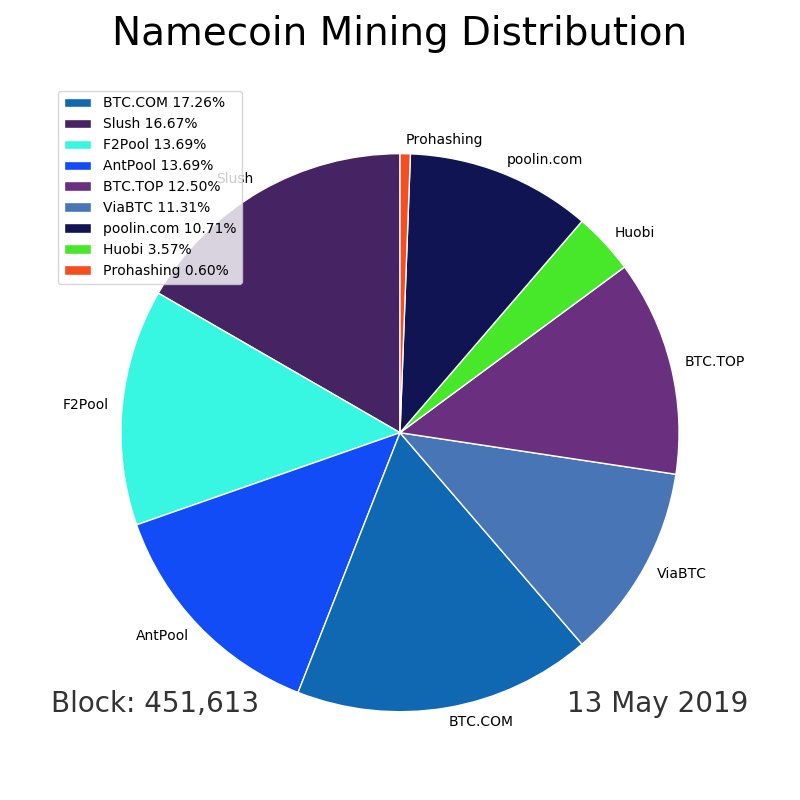 Namecoin Mining Distribution
BTC.COM 17.26%
Slush 16.67%
F2Pool 13.69%
AntPool 13.69%
BTC.TOP 12.50%
ViaBTC 11.31%
poolin.com 10.71%
Huobi 3.57%
Prohashing 0.60%
Prohashing
poolin.com
Slush
Huobi
BTC.TOP
F2Pool
ViaBTC
AntPool
BTC.COM
Block: 451,613
13 May 2019